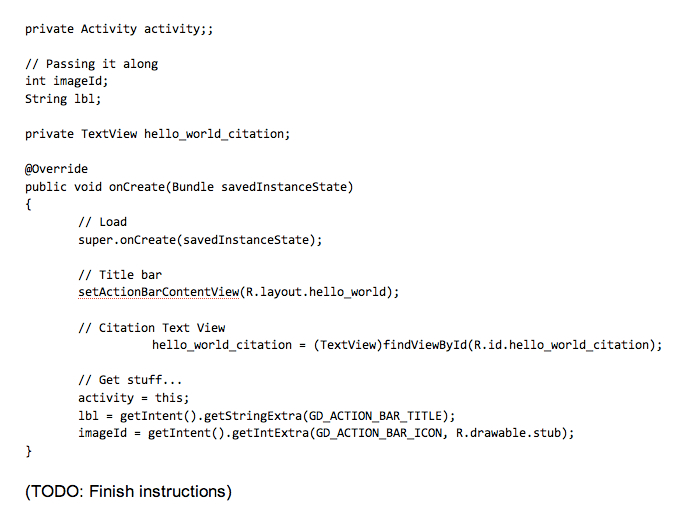 private Activity activity;;
// Passing it along
int imageId;
String lbl;
private TextView hello_world_citation;
@Override
public void onCreate(Bundle savedInstanceState)
{
// Load
super.onCreate(savedInstanceState);
// Title bar
setActionBarContentView(R.layout.hello_world);
// Citation Text View
hello_world_citation = (TextView)findViewById(R.id.hello_world_citation);
// Get stuff...
activity = this;
lbl = getIntent().getStringExtra(GD_ACTION_BAR_TITLE);
imageId = getIntent().getIntExtra(GD_ACTION_BAR_ICON, R.drawable.stub);
}
(TODO: Finish instructions)